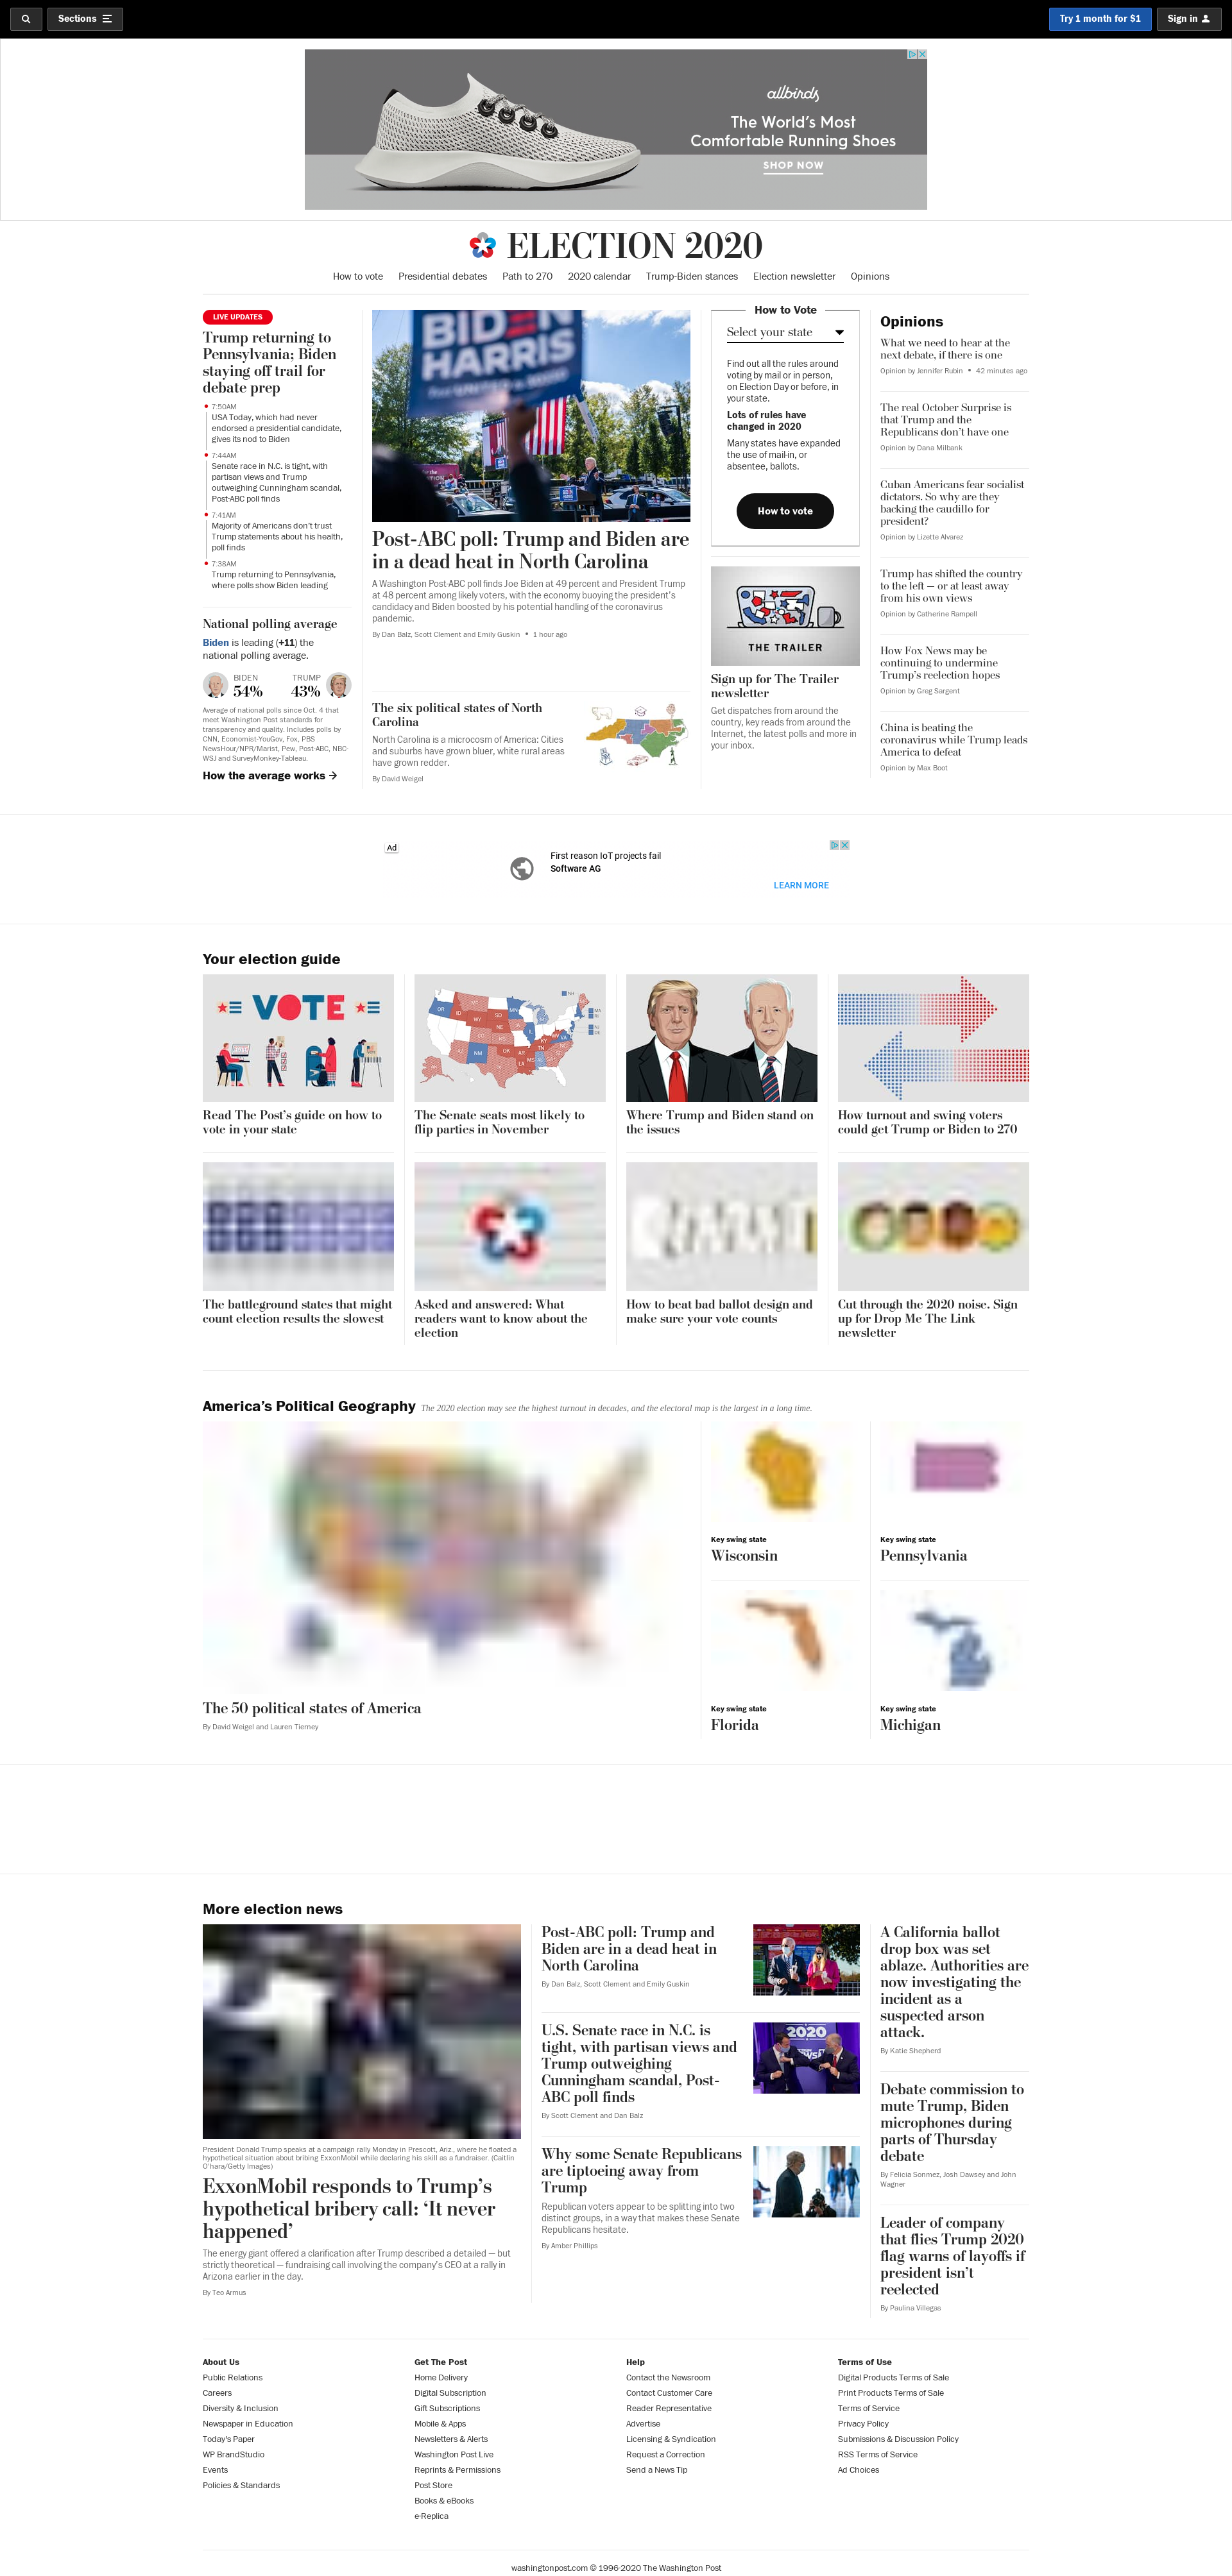 Sections
Try 1 month for $1
Sign in
allbirds
The World's Most
Comfortable Running Shoes
SHOP NOW
ELECTION 2020
How to vote
Presidential debates
Path to 270
2020 calendar
Trump-Biden stances
Election newsletter
Opinions
LIVE UPDATES
Trump returning to
Pennsylvania; Biden
staying off trail for
debate prep
7:50AM
USA Today, which had never
endorsed a presidential candidate,
gives its nod to Biden
7:44AM
Senate race in N.C. is tight, with
partisan views and Trump
outweighing Cunningham scandal,
Post-ABC poll finds
7:41AM
Majority of Americans don't trust
Trump statements about his health,
poll finds
7:38AM
Trump returning to Pennsylvania,
where polls show Biden leading
National polling average
Biden is leading (+11) the
national polling average.
BIDEN
54%
TRUMP
43%
Average of national polls since Oct. 4 that
meet Washington Post standards for
transparency and quality. Includes polls by
CNN, Economist-YouGov, Fox, PBS
NewsHour/NPR/Marist, Pew, Post-ABC, NBC-
WSJ and SurveyMonkey-Tableau.
How the average works →
BIDEN
HARRIS
Post-ABC poll: Trump and Biden are
in a dead heat in North Carolina
A Washington Post-ABC poll finds Joe Biden at 49 percent and President Trump
at 48 percent among likely voters, with the economy buoying the president's
candidacy and Biden boosted by his potential handling of the coronavirus
pandemic.
By Dan Balz, Scott Clement and Emily Guskin • 1 hour ago
The six political states of North
Carolina
North Carolina is a microcosm of America: Cities
and suburbs have grown bluer, white rural areas
have grown redder.
By David Weigel
How to Vote
Select your state
Find out all the rules around
voting by mail or in person,
on Election Day or before, in
your state.
Lots of rules have
changed in 2020
Many states have expanded
the use of mail-in, or
absentee, ballots.
How to vote
THE TRAILER
Sign up for The Trailer
newsletter
Get dispatches from around the
country, key reads from around the
Internet, the latest polls and more in
your inbox.
Opinions
What we need to hear at the
next debate, if there is one
Opinion by Jennifer Rubin • 42 minutes ago
The real October Surprise is
that Trump and the
Republicans don't have one
Opinion by Dana Milbank
Cuban Americans fear socialist
dictators. So why are they
backing the caudillo for
president?
Opinion by Lizette Alvarez
Trump has shifted the country
to the left — or at least away
from his own views
Opinion by Catherine Rampell
How Fox News may be
continuing to undermine
Trump's reelection hopes
Opinion by Greg Sargent
China is beating the
coronavirus while Trump leads
America to defeat
Opinion by Max Boot
Ad
First reason IoT projects fail
Software AG
LEARN MORE
Your election guide
VOTE
Read The Post's guide on how to
vote in your state
The Senate seats most likely to
flip parties in November
Where Trump and Biden stand on
the issues
How turnout and swing voters
could get Trump or Biden to 270
The battleground states that might
count election results the slowest
Asked and answered: What
readers want to know about the
election
How to beat bad ballot design and
make sure your vote counts
Cut through the 2020 noise. Sign
up for Drop Me The Link
newsletter
America's Political Geography The 2020 election may see the highest turnout in decades, and the electoral map is the largest in a long time.
The 50 political states of America
By David Weigel and Lauren Tierney
Key swing state
Wisconsin
Key swing state
Pennsylvania
Key swing state
Florida
Key swing state
Michigan
More election news
President Donald Trump speaks at a campaign rally Monday in Prescott, Ariz., where he floated a
hypothetical situation about bribing ExxonMobil while declaring his skill as a fundraiser. (Caitlin
O'hara/Getty Images)
ExxonMobil responds to Trump's
hypothetical bribery call: 'It never
happened'
The energy giant offered a clarification after Trump described a detailed — but
strictly theoretical — fundraising call involving the company's CEO at a rally in
Arizona earlier in the day.
By Teo Armus
Post-ABC poll: Trump and
Biden are in a dead heat in
North Carolina
By Dan Balz, Scott Clement and Emily Guskin
U.S. Senate race in N.C. is
tight, with partisan views and
Trump outweighing
Cunningham scandal, Post-
ABC poll finds
By Scott Clement and Dan Balz
2020
Why some Senate Republicans
are tiptoeing away from
Trump
Republican voters appear to be splitting into two
distinct groups, in a way that makes these Senate
Republicans hesitate.
By Amber Phillips
A California ballot
drop box was set
ablaze. Authorities are
now investigating the
incident as a
suspected arson
attack.
By Katie Shepherd
Debate commission to
mute Trump, Biden
microphones during
parts of Thursday
debate
By Felicia Sonmez, Josh Dawsey and John
Wagner
Leader of company
that flies Trump 2020
flag warns of layoffs if
president isn't
reelected
By Paulina Villegas
About Us
Public Relations
Careers
Diversity & Inclusion
Newspaper in Education
Today's Paper
WP BrandStudio
Events
Policies & Standards
Get The Post
Home Delivery
Digital Subscription
Gift Subscriptions
Mobile & Apps
Newsletters & Alerts
Washington Post Live
Reprints & Permissions
Post Store
Books & eBooks
e-Replica
Help
Contact the Newsroom
Contact Customer Care
Reader Representative
Advertise
Licensing & Syndication
Request a Correction
Send a News Tip
Terms of Use
Digital Products Terms of Sale
Print Products Terms of Sale
Terms of Service
Privacy Policy
Submissions & Discussion Policy
RSS Terms of Service
Ad Choices
washingtonpost.com © 1996-2020 The Washington Post